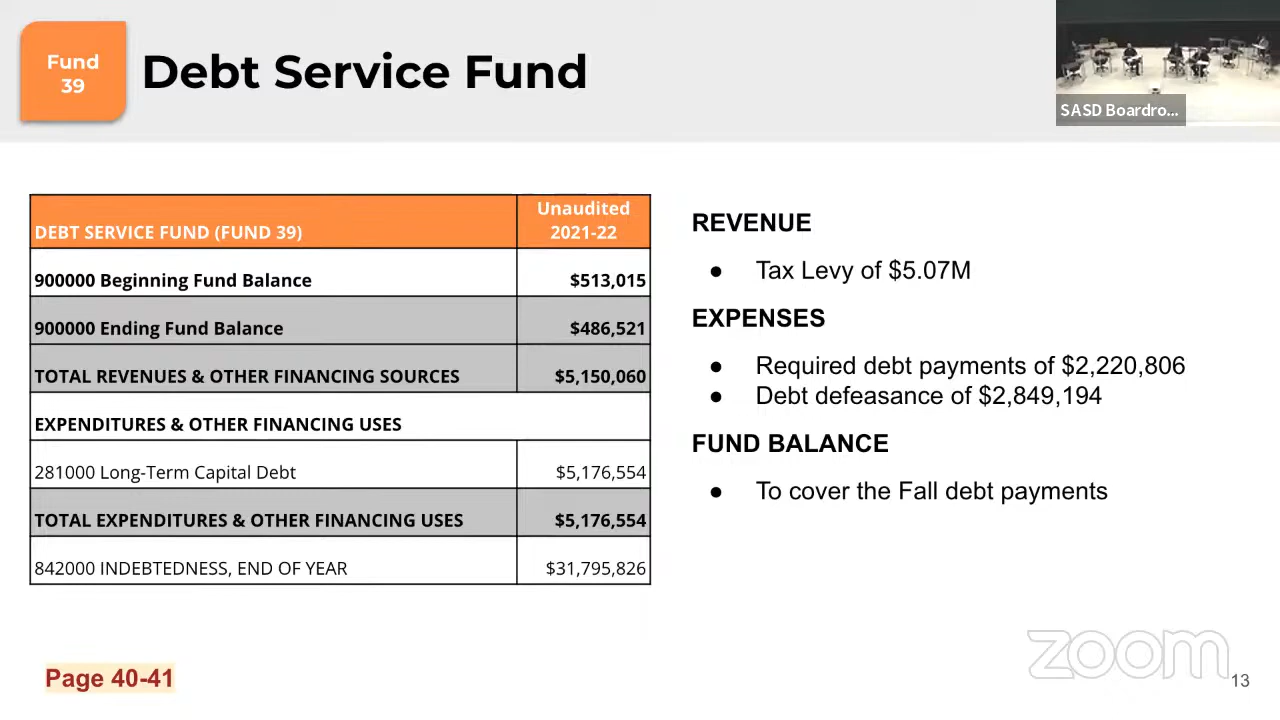 Fund
39
Debt Service Fund
SASD Boardro...
DEBT SERVICE FUND (FUND 39)
Unaudited
2021-22
900000 Beginning Fund Balance
$513,015
900000 Ending Fund Balance
$486,521
TOTAL REVENUES & OTHER FINANCING SOURCES
$5,150,060
EXPENDITURES & OTHER FINANCING USES
281000 Long-Term Capital Debt
$5,176,554
TOTAL EXPENDITURES & OTHER FINANCING USES
$5,176,554
842000 INDEBTEDNESS, END OF YEAR
$31,795,826
REVENUE
● Tax Levy of $5.07M
EXPENSES
● Required debt payments of $2,220,806
● Debt defeasance of $2,849,194
FUND BALANCE
● To cover the Fall debt payments
Page 40-41
zoom
13